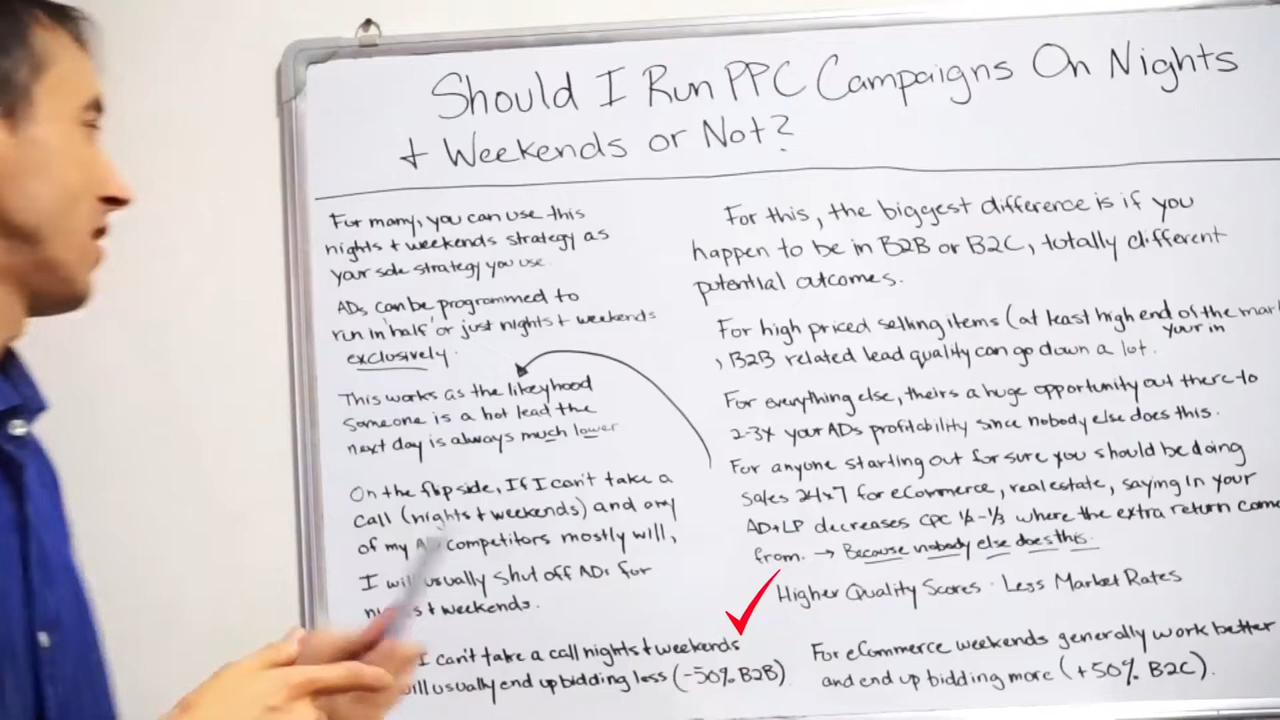 Should I Run PPC Campaigns On Nights
+ Weekends or Not?
For many, you can use this
nights + weekends strategy as
your sole strategy you use.
ADs can be programmed to
run in half or just nights + weekends
exclusively.
This works as the likeyhood
someone is a hot lead the
next day is always much lower
On the flip side, If I can't take a
call (nights + weekends) and any
of my competitors mostly will,
I will usually shut off ADs for
+ weekends.
I can't take a call nights + weekends
usually end up bidding less (-50% B2B)
For this, the biggest difference is if you
happen to be in B2B or B2C, totally different
potential outcomes.
For high priced selling items (at least high end of the mar
your in
, B2B related lead quality can go down a lot.
For everything else, theirs a huge opportunity out there to
2-3x your ADs profitability since nobody else does this.
For anyone starting out for sure you should be doing
sales 24x7 for eCommerce, real estate, saying in your
AD+LP decreases CPC 1/2-1/3 where the extra return come
from. → Because nobody else does this.
Higher Quality Scores · Less Market Rates
For eCommerce weekends generally work better
and end up bidding more (+50% B2C).